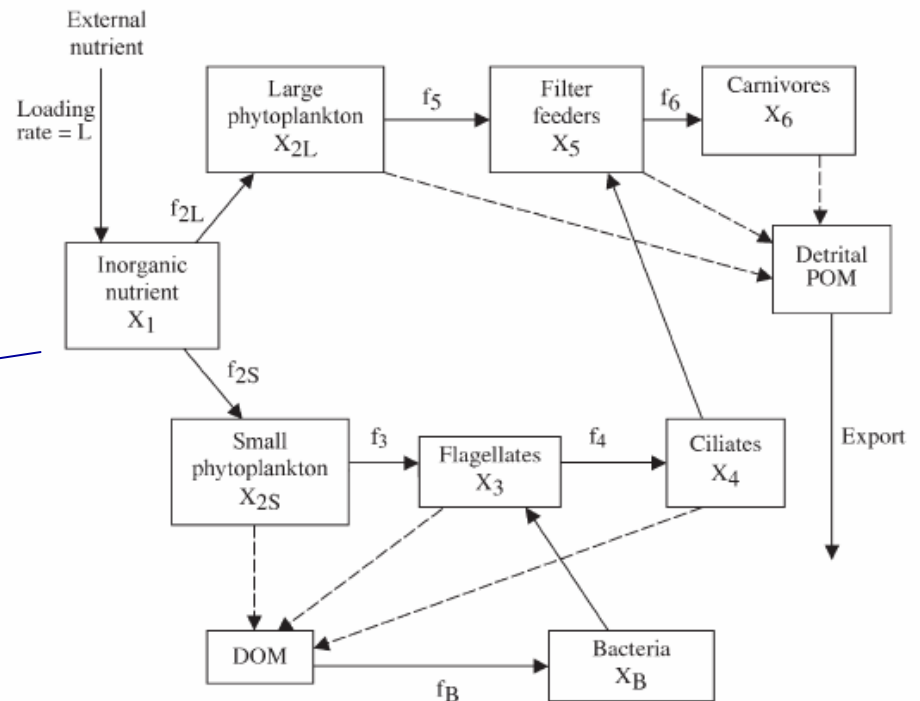 External
nutrient
Loading
rate = L
Large
phytoplankton
X2L
f5
Filter
feeders
X5
f6
Carnivores
X6
f2L
Inorganic
nutrient
X1
Detrital
POM
f2S
Small
phytoplankton
X2S
f3
Flagellates
X3
f4
Ciliates
X4
Export
DOM
fB
Bacteria
XB